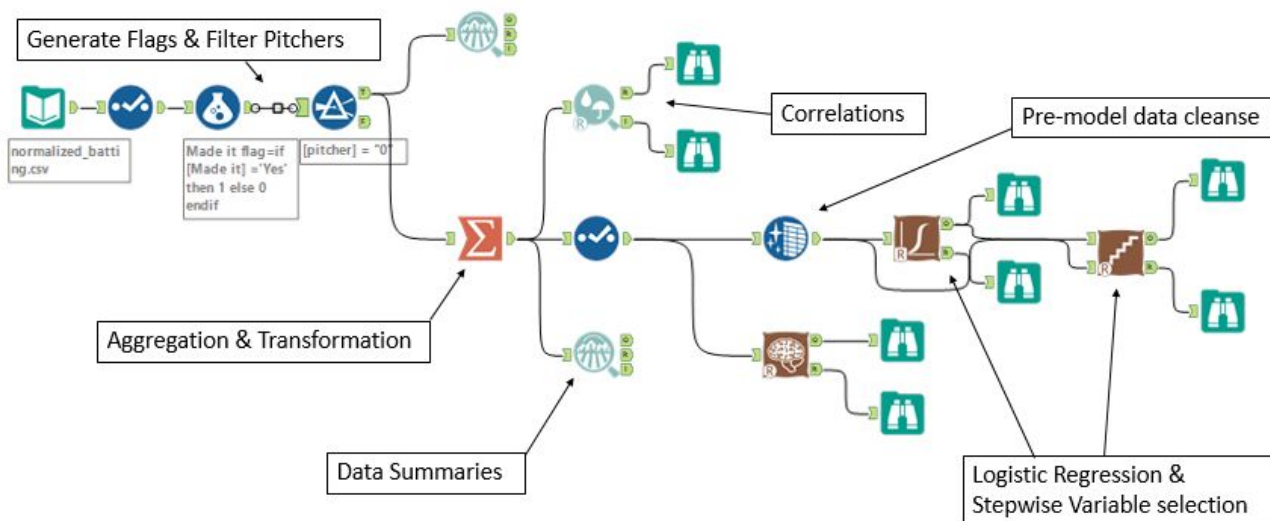 Generate Flags & Filter Pitchers
normalized_batti
ng.csv
Made it flag=if
[Made it] ='Yes'
then 1 else 0
endif
[pitcher] = "0"
T
F
O
R
I
Correlations
R
R
I
Pre-model data cleanse
Aggregation & Transformation
Data Summaries
O
R
I
R
O
R
R
O
R
R
O
R
Logistic Regression &
Stepwise Variable selection